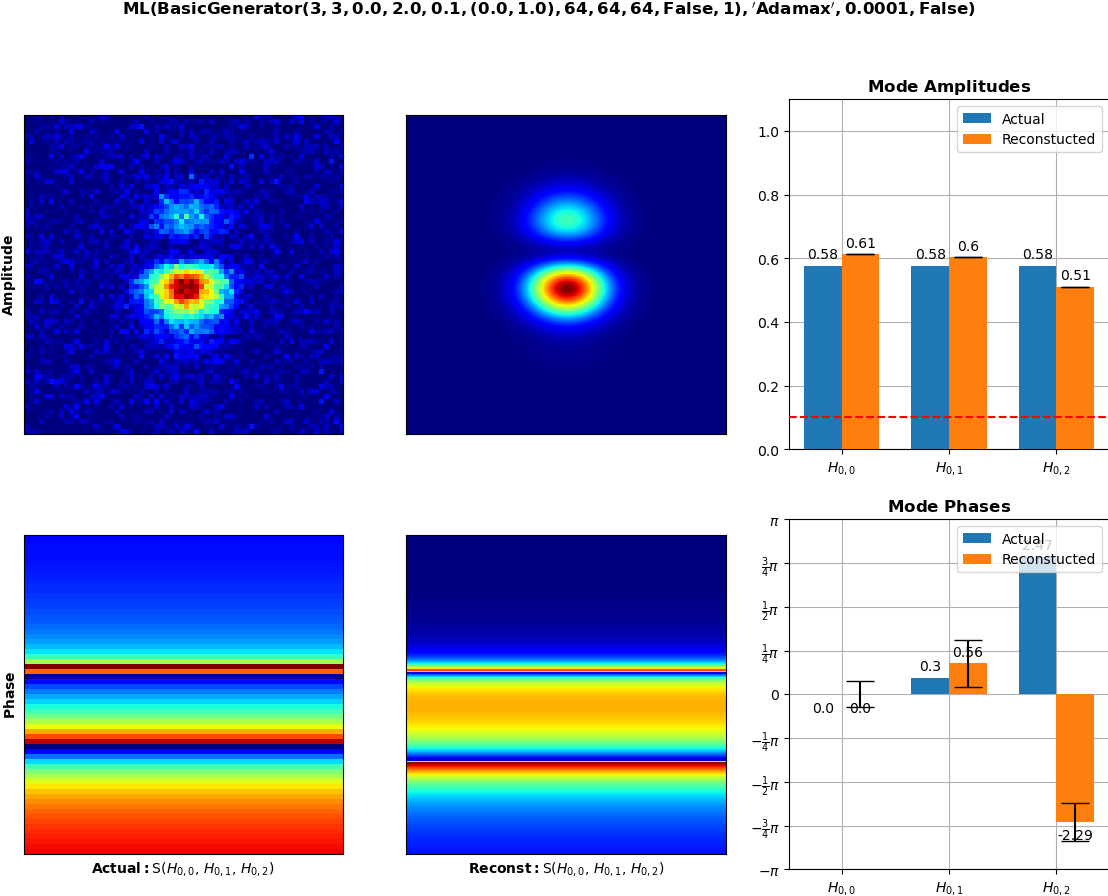 ML(BasicGenerator(3, 3, 0.0, 2.0, 0.1, (0.0, 1.0), 64, 64, 64, False, 1), 'Adamax', 0.0001, False)
Mode Amplitudes
Amplitude
1.0
0.8
0.6
0.4
0.2
0.0
Actual
Reconstucted
0.58
0.61
0.58
0.6
0.58
0.51
H0,0
H0,1
H0,2
Mode Phases
Phase
π
3/4π
1/2π
1/4π
0
−1/4π
−1/2π
−3/4π
−π
Actual
Reconstucted
2.47
0.0
0.0
0.3
0.56
-2.29
H0,0
H0,1
H0,2
Actual: S(H0,0, H0,1, H0,2)
Reconst: S(H0,0, H0,1, H0,2)